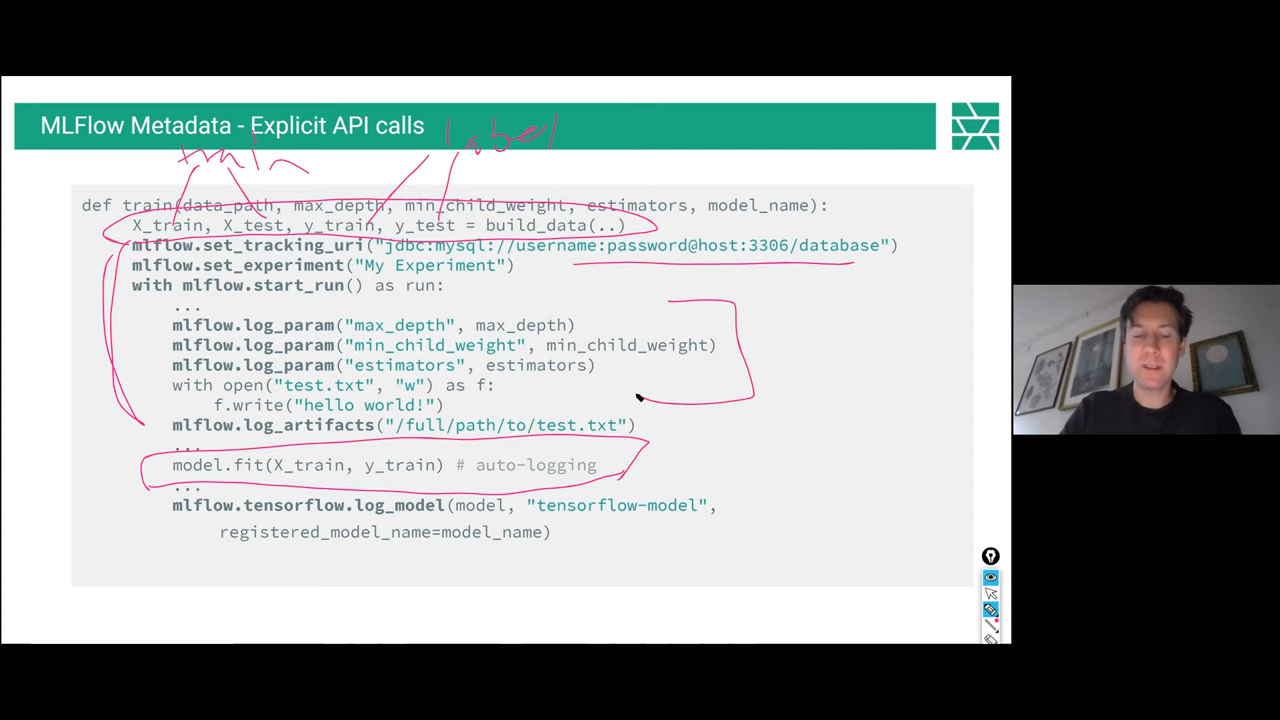 MLFlow Metadata - Explicit API calls
train label
def train(data_path, max_depth, min_child_weight, estimators, model_name):
X_train, X_test, y_train, y_test = build_data(..)
mlflow.set_tracking_uri("jdbc:mysql://username:password@host:3306/database")
mlflow.set_experiment("My Experiment")
with mlflow.start_run() as run:
...
mlflow.log_param("max_depth", max_depth)
mlflow.log_param("min_child_weight", min_child_weight)
mlflow.log_param("estimators", estimators)
with open("test.txt", "w") as f:
f.write("hello world!")
mlflow.log_artifacts("/full/path/to/test.txt")
...
model.fit(X_train, y_train) # auto-logging
...
mlflow.tensorflow.log_model(model, "tensorflow-model",
registered_model_name=model_name)